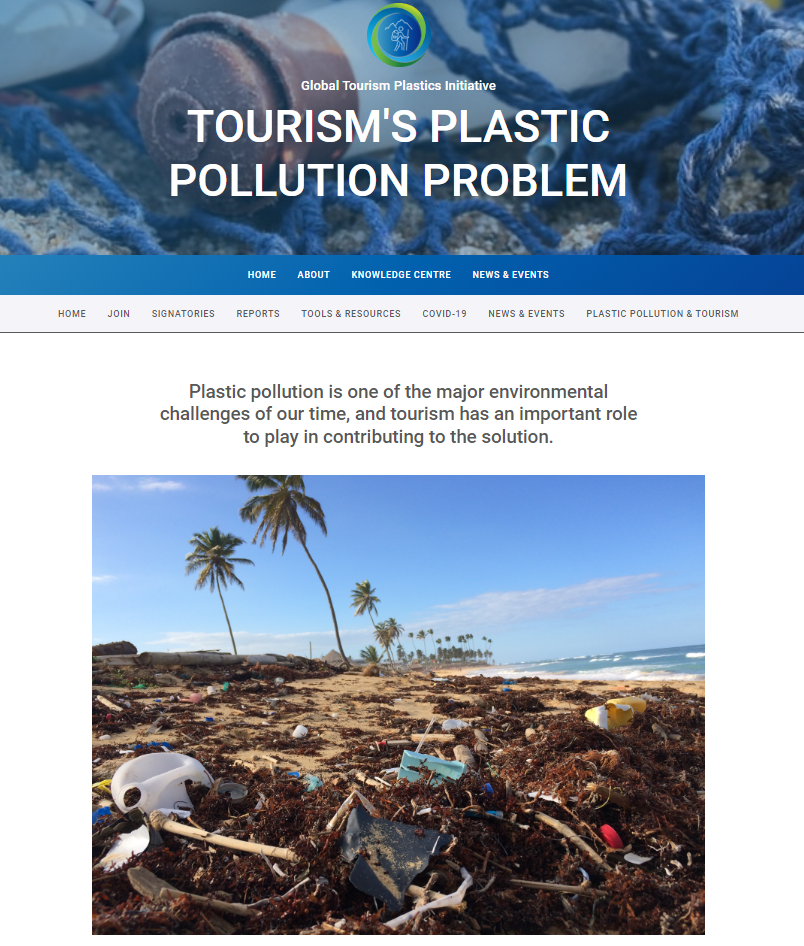 Global Tourism Plastics Initiative
TOURISM'S PLASTIC
POLLUTION PROBLEM
HOME ABOUT KNOWLEDGE CENTRE NEWS & EVENTS
HOME JOIN SIGNATORIES REPORTS TOOLS & RESOURCES COVID-19 NEWS & EVENTS PLASTIC POLLUTION & TOURISM
Plastic pollution is one of the major environmental
challenges of our time, and tourism has an important role
to play in contributing to the solution.